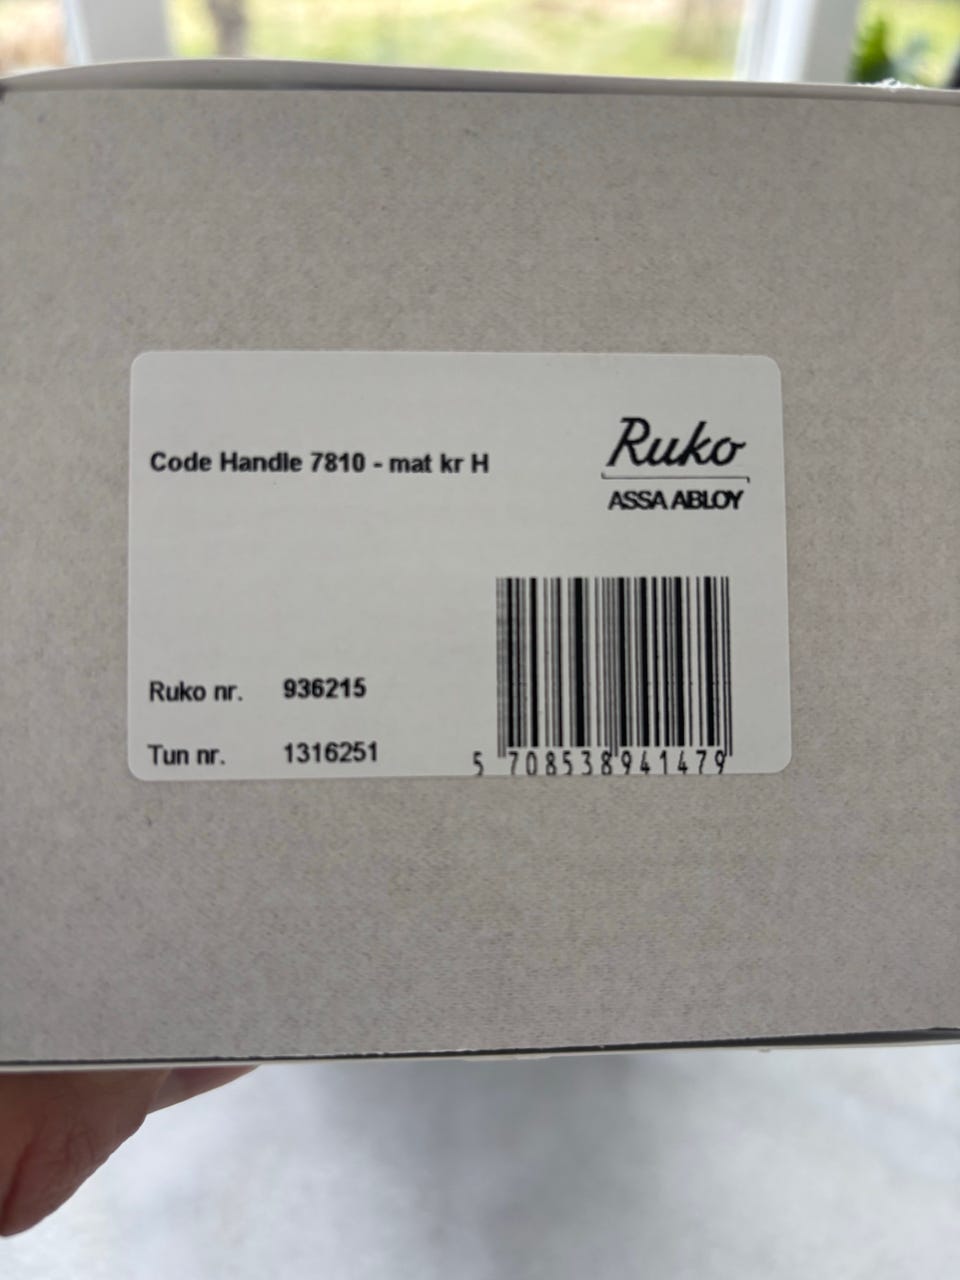 Code Handle 7810 - mat kr H
Ruko
ASSA ABLOY
Ruko nr. 936215
Tun nr. 1316251
5 708538 941479